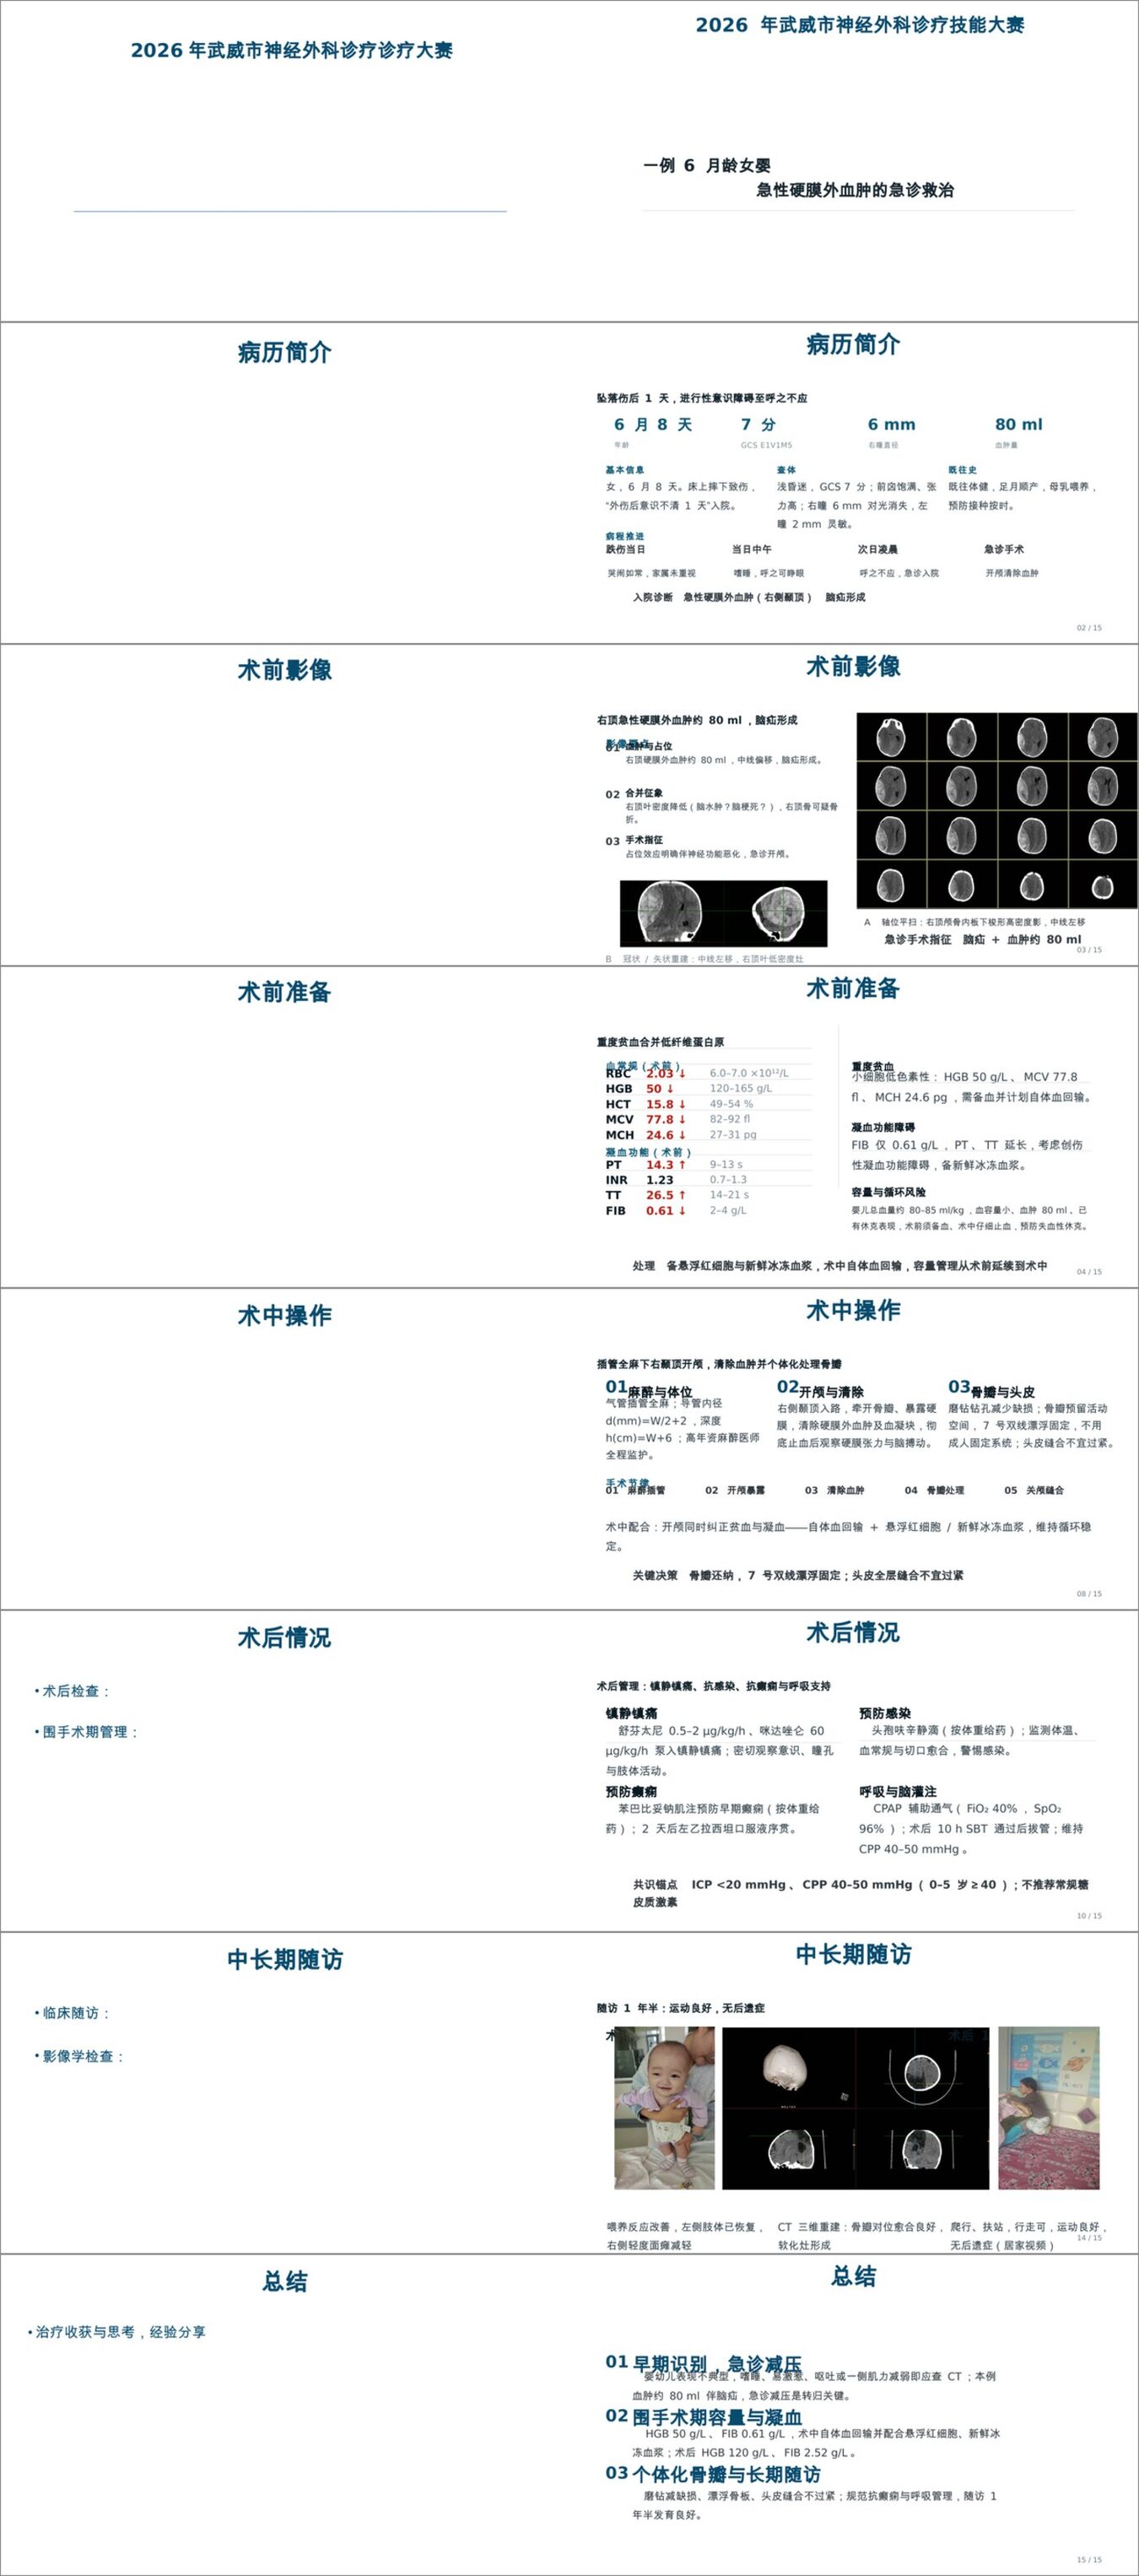 2026 年武威市神经外科诊疗诊疗大赛
2026 年武威市神经外科诊疗技能大赛
一例 6 月龄女婴
急性硬膜外血肿的急诊救治
病历简介
病历简介
坠落伤后 1 天，进行性意识障碍至呼之不应
6 月 8 天
7 分
6 mm
80 ml
年龄
GCS E1V1M5
右瞳直径
血肿量
基本信息
女，6 月 8 天。床上摔下致伤，
“外伤后意识不清 1 天”入院。
查体
浅昏迷，GCS 7 分；前囟饱满、张
力高；右瞳 6 mm 对光消失，左
瞳 2 mm 灵敏。
既往史
既往体健，足月顺产，母乳喂养，
预防接种按时。
病程推进
跌伤当日
当日中午
次日凌晨
急诊手术
哭闹如常，家属未重视
嗜睡，呼之可睁眼
呼之不应，急诊入院
开颅清除血肿
入院诊断 急性硬膜外血肿（右侧颞顶） 脑疝形成
02 / 15
术前影像
术前影像
右顶急性硬膜外血肿约 80 ml ，脑疝形成
01 血肿与占位
右顶硬膜外血肿约 80 ml ，中线偏移，脑疝形成。
02 合并征象
右顶叶密度降低（脑水肿？脑梗死？），右顶骨可疑骨
折。
03 手术指征
占位效应明确伴神经功能恶化，急诊开颅。
A 轴位平扫：右顶颅骨内板下梭形高密度影，中线左移
急诊手术指征 脑疝 + 血肿约 80 ml
03 / 15
B 冠状 / 矢状重建：中线左移，右顶叶低密度灶
术前准备
术前准备
重度贫血合并低纤维蛋白原
血常规（术前）
RBC 2.03 ↓ 6.0–7.0 ×10¹²/L
HGB 50 ↓ 120–165 g/L
HCT 15.8 ↓ 49–54 %
MCV 77.8 ↓ 82–92 fl
MCH 24.6 ↓ 27–31 pg
凝血功能（术前）
PT 14.3 ↑ 9–13 s
INR 1.23 0.7–1.3
TT 26.5 ↑ 14–21 s
FIB 0.61 ↓ 2–4 g/L
重度贫血
小细胞低色素性：HGB 50 g/L 、 MCV 77.8
fl 、 MCH 24.6 pg ，需备血并计划自体血回输。
凝血功能障碍
FIB 仅 0.61 g/L ，PT 、 TT 延长，考虑创伤
性凝血功能障碍，备新鲜冰冻血浆。
容量与循环风险
婴儿总血量约 80–85 ml/kg ，血容量小、血肿 80 ml 、已
有休克表现，术前须备血、术中仔细止血，预防失血性休克。
处理 备悬浮红细胞与新鲜冰冻血浆，术中自体血回输，容量管理从术前延续到术中
04 / 15
术中操作
术中操作
插管全麻下右颞顶开颅，清除血肿并个体化处理骨瓣
01 麻醉与体位
气管插管全麻；导管内径
d(mm)=W/2+2 ，深度
h(cm)=W+6 ；高年资麻醉医师
全程监护。
02 开颅与清除
右侧颞顶入路，牵开骨瓣、暴露硬
膜，清除硬膜外血肿及血凝块，彻
底止血后观察硬膜张力与脑搏动。
03 骨瓣与头皮
磨钻钻孔减少缺损；骨瓣预留活动
空间，7 号双线漂浮固定，不用
成人固定系统；头皮缝合不宜过紧。
手术节律
01 麻醉插管
02 开颅暴露
03 清除血肿
04 骨瓣处理
05 关颅缝合
术中配合：开颅同时纠正贫血与凝血——自体血回输 + 悬浮红细胞 / 新鲜冰冻血浆，维持循环稳
定。
关键决策 骨瓣还纳，7 号双线漂浮固定；头皮全层缝合不宜过紧
08 / 15
术后情况
• 术后检查：
• 围手术期管理：
术后情况
术后管理：镇静镇痛、抗感染、抗癫痫与呼吸支持
镇静镇痛
舒芬太尼 0.5–2 μg/kg/h 、咪达唑仑 60
μg/kg/h 泵入镇静镇痛；密切观察意识、瞳孔
与肢体活动。
预防感染
头孢呋辛静滴（按体重给药）；监测体温、
血常规与切口愈合，警惕感染。
预防癫痫
苯巴比妥钠肌注预防早期癫痫（按体重给
药）；2 天后左乙拉西坦口服液序贯。
呼吸与脑灌注
CPAP 辅助通气（ FiO₂ 40% ，SpO₂
96% ）；术后 10 h SBT 通过后拔管；维持
CPP 40–50 mmHg 。
共识锚点 ICP <20 mmHg 、 CPP 40–50 mmHg（ 0–5 岁 ≥ 40 ）；不推荐常规糖
皮质激素
10 / 15
中长期随访
• 临床随访：
• 影像学检查：
中长期随访
随访 1 年半：运动良好，无后遗症
喂养反应改善，左侧肢体已恢复，
右侧轻度面瘫减轻
CT 三维重建：骨瓣对位愈合良好，
软化灶形成
爬行、扶站，行走可，运动良好，
无后遗症（居家视频）
14 / 15
总结
• 治疗收获与思考，经验分享
总结
01 早期识别，急诊减压
婴幼儿表现不典型，嗜睡、易激惹、呕吐或一侧肌力减弱即应查 CT ；本例
血肿约 80 ml 伴脑疝，急诊减压是转归关键。
02 围手术期容量与凝血
HGB 50 g/L 、 FIB 0.61 g/L ，术中自体血回输并配合悬浮红细胞、新鲜冰
冻血浆；术后 HGB 120 g/L 、 FIB 2.52 g/L 。
03 个体化骨瓣与长期随访
磨钻减缺损、漂浮骨板、头皮缝合不过紧；规范抗癫痫与呼吸管理，随访 1
年半发育良好。
15 / 15